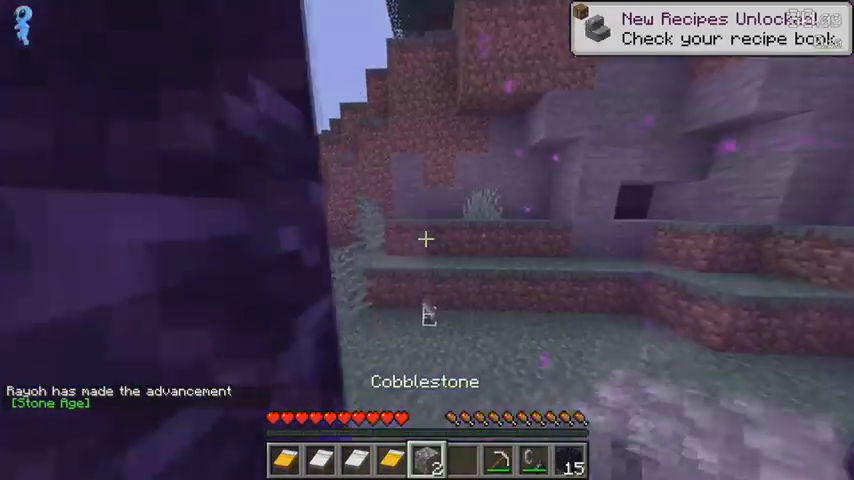 New Recipes Unlocked!
Check your recipe book
Rayoh has made the advancement
[Stone Age]
Cobblestone
2
15